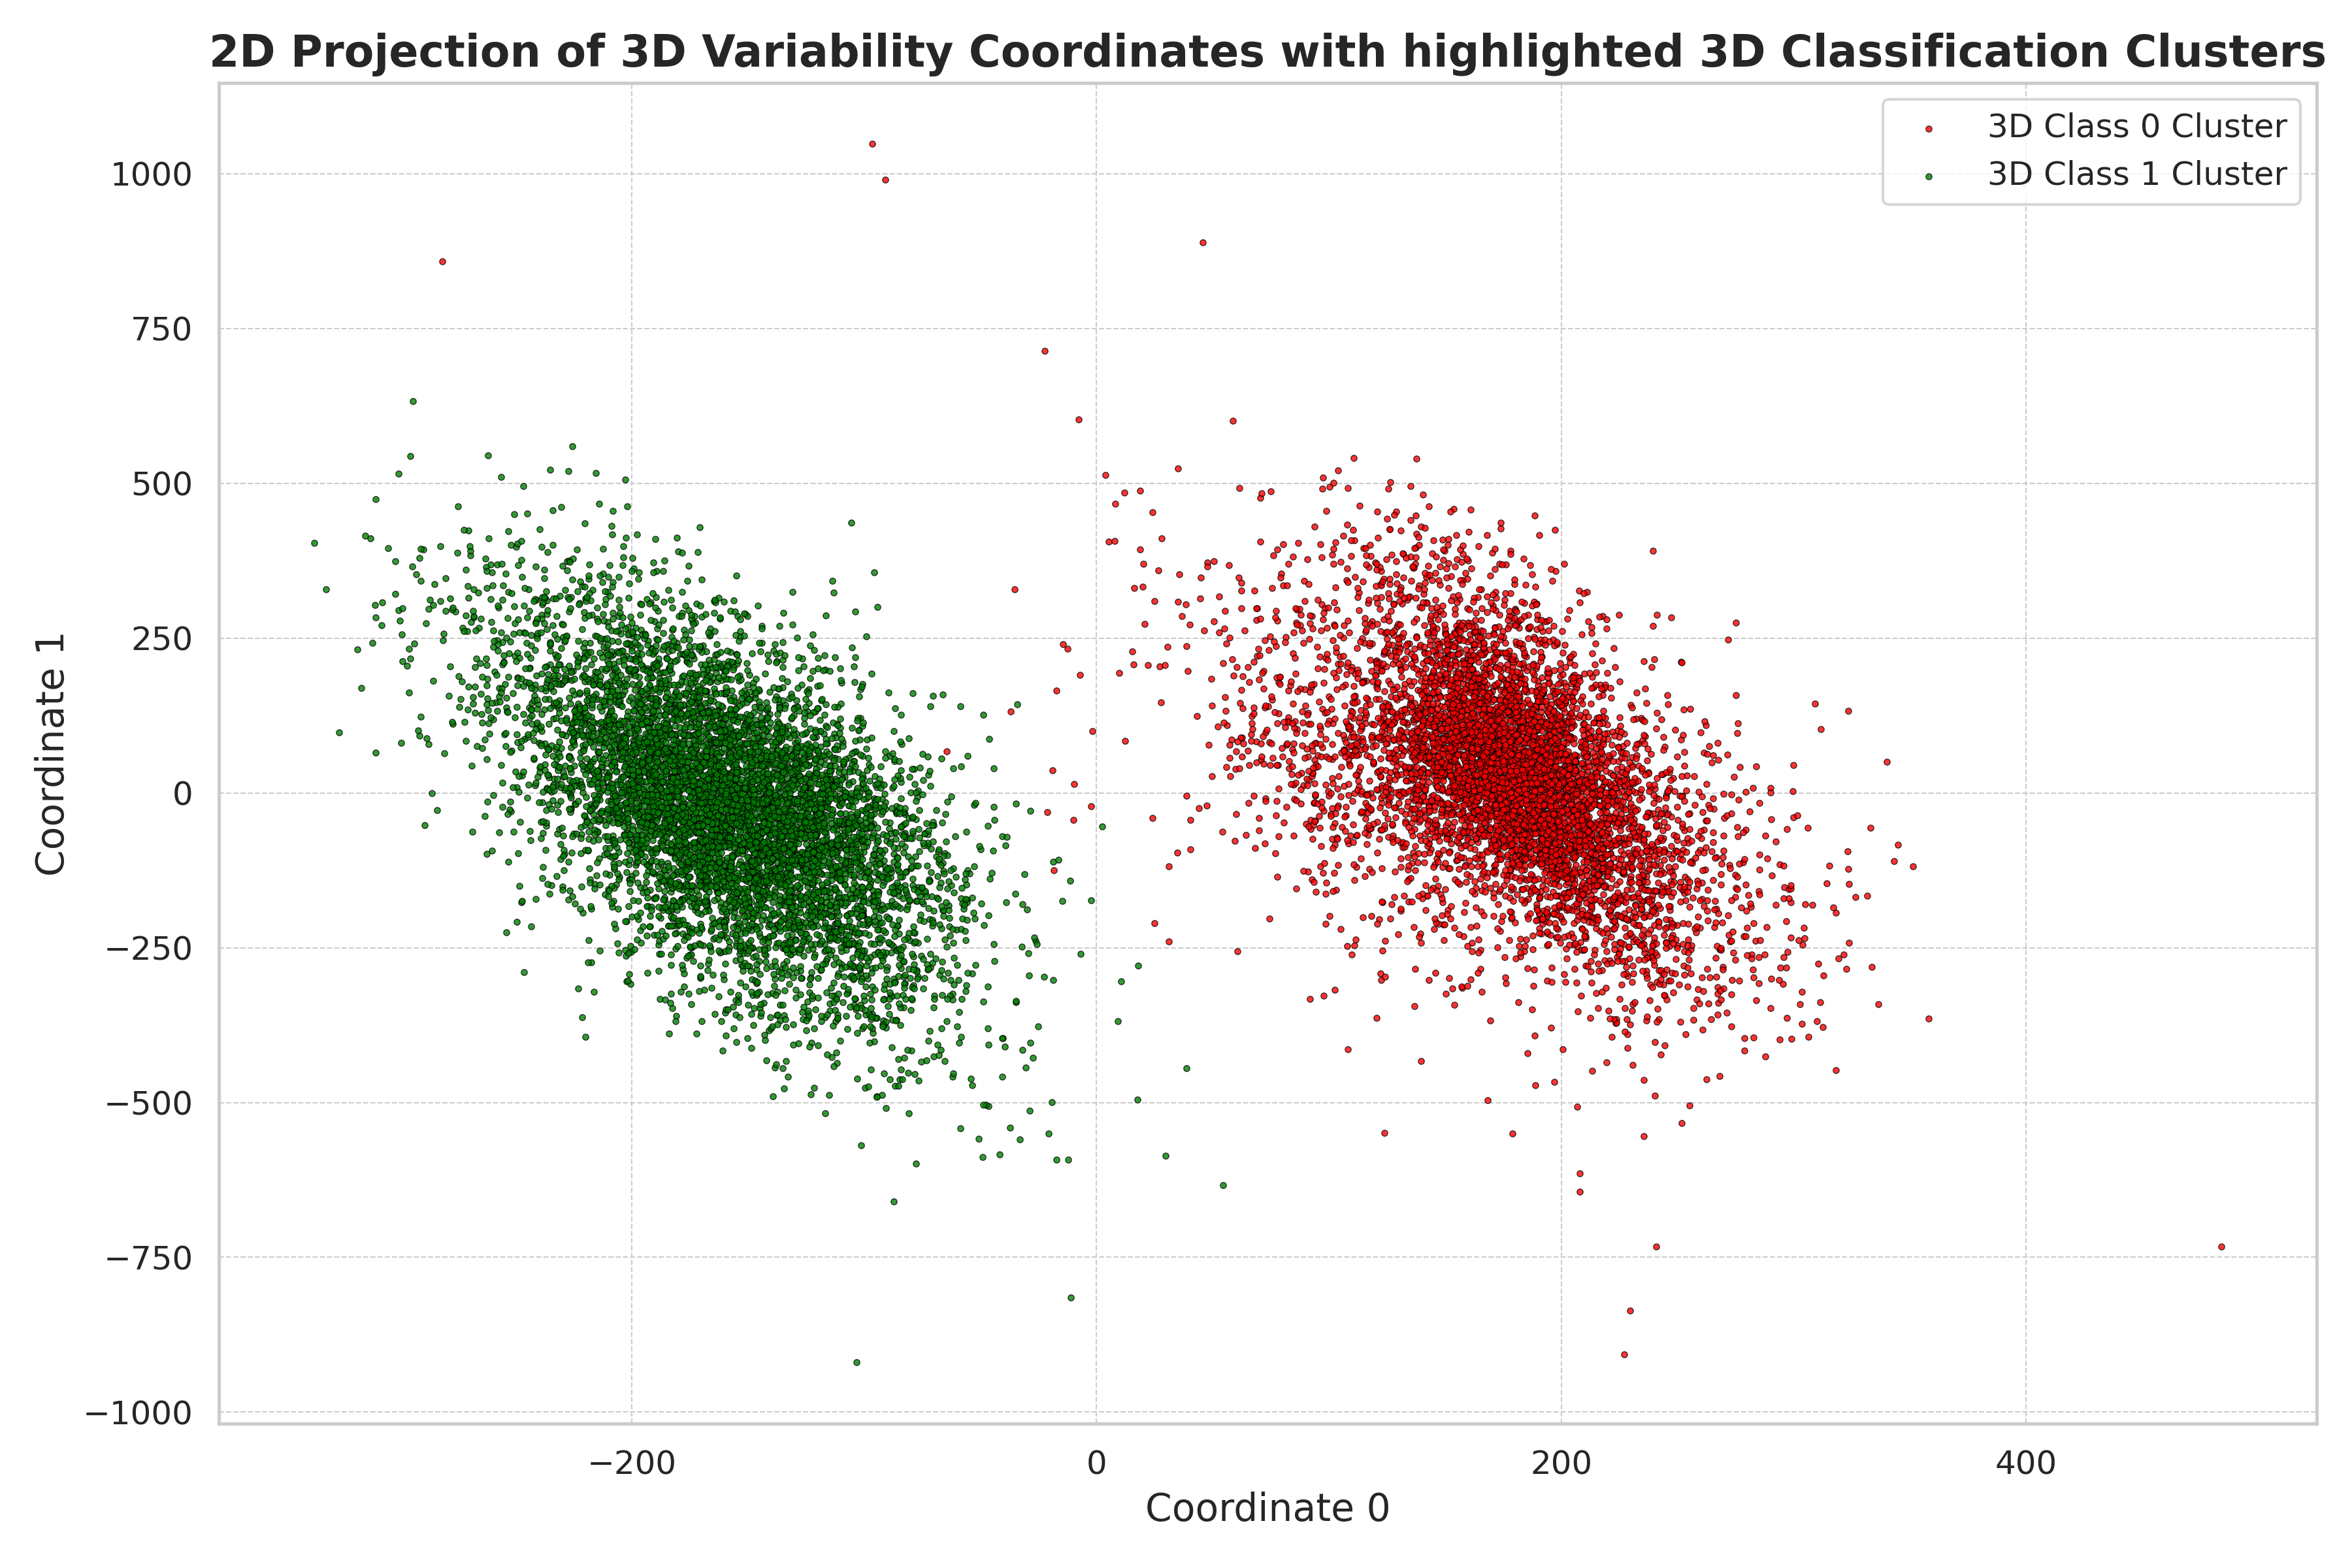 2D Projection of 3D Variability Coordinates with highlighted 3D Classification Clusters
3D Class 0 Cluster
3D Class 1 Cluster
1000
750
500
250
0
−250
−500
−750
−1000
Coordinate 1
−200
0
200
400
Coordinate 0